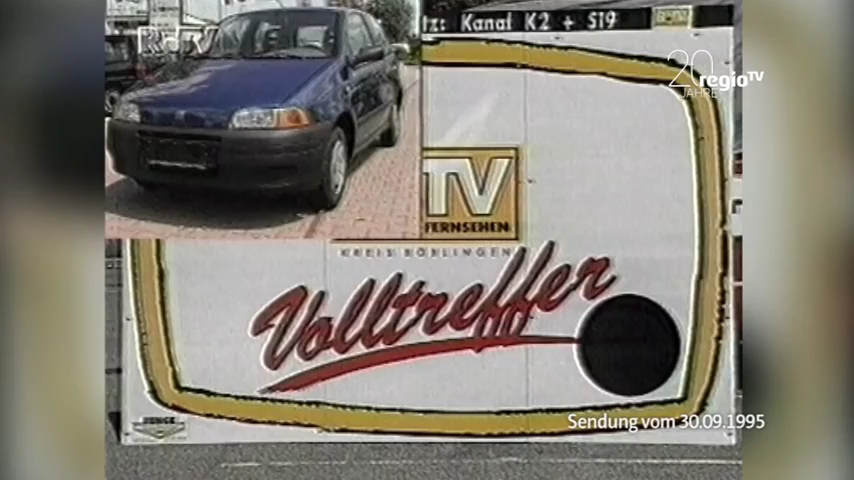 tz: Kanal K2 + S19
20 JAHRE regio TV
TV
FERNSEHEN
KREIS BÖBLINGEN
Volltreffer
Sendung vom 30.09.1995